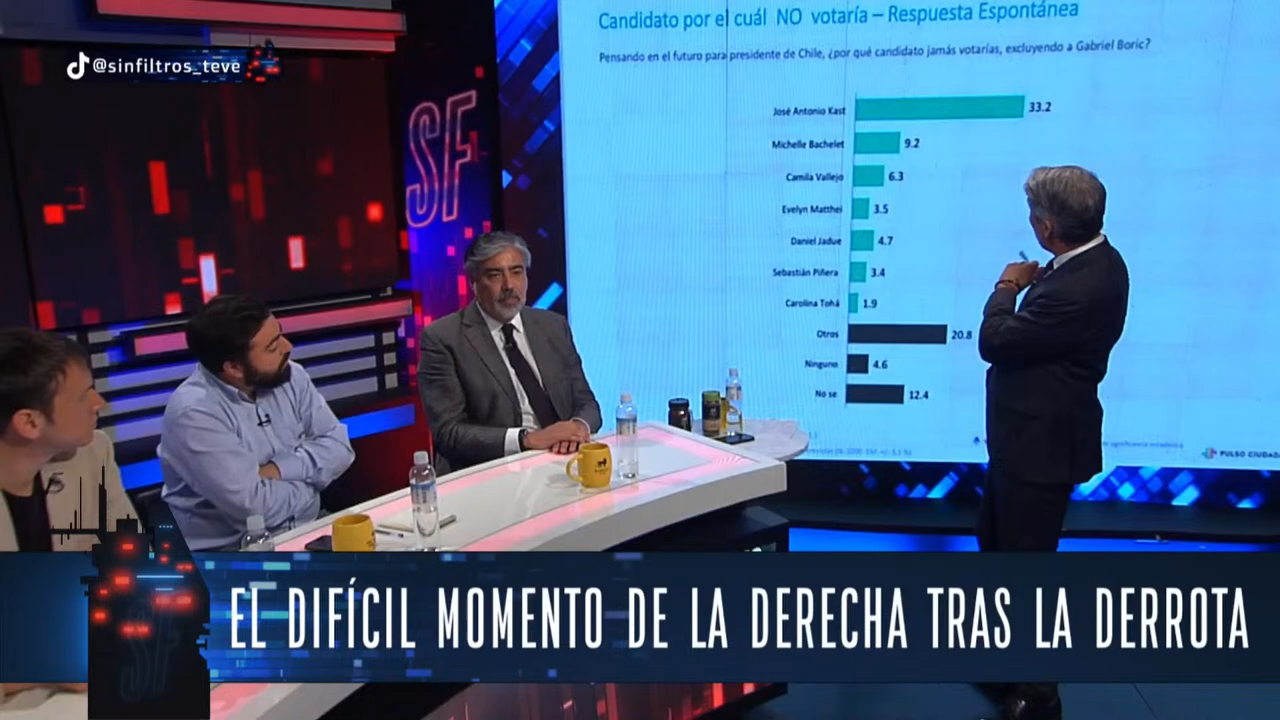 Candidato por el cuál NO votaría – Respuesta Espontánea
Pensando en el futuro para presidente de Chile, ¿por qué candidato jamás votarías, excluyendo a Gabriel Boric?
@sinfiltros_teve
SF
José Antonio Kast 33.2
Michelle Bachelet 9.2
Camila Vallejo 6.3
Evelyn Matthei 3.5
Daniel Jadue 4.7
Sebastián Piñera 3.4
Carolina Tohá 1.9
Otros 20.8
Ninguno 4.6
No se 12.4
PULSO CIUDADA
SF
EL DIFÍCIL MOMENTO DE LA DERECHA TRAS LA DERROTA